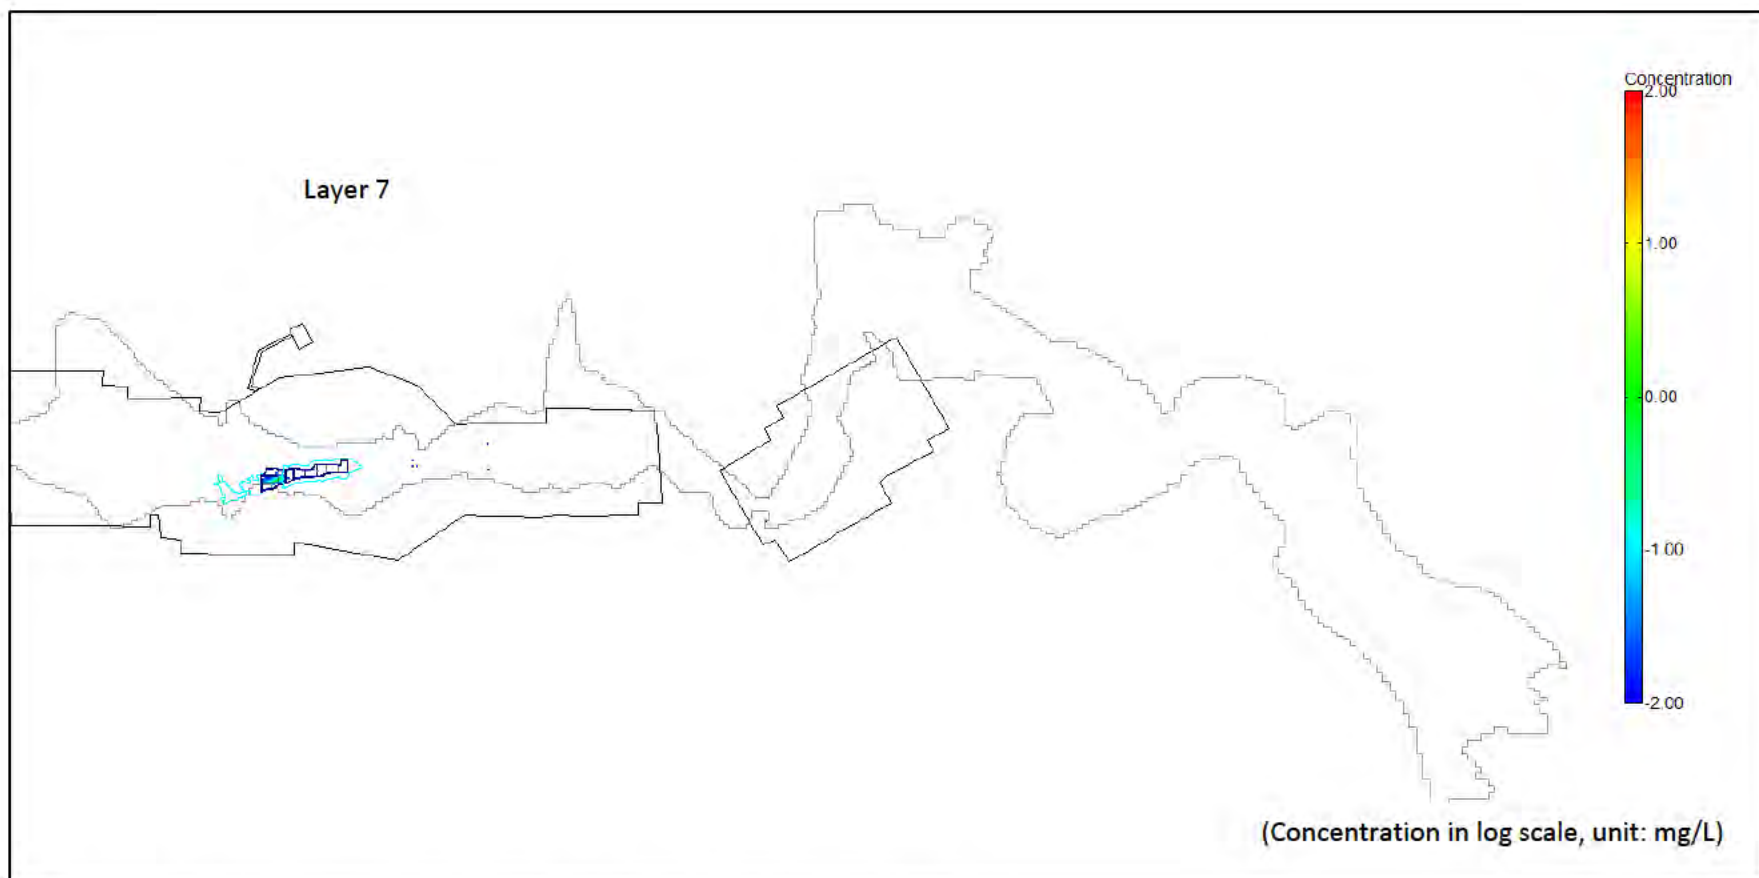 Concentration
2.00
Layer 7
1.00
0.00
-1.00
-2.00
(Concentration in log scale, unit: mg/L)